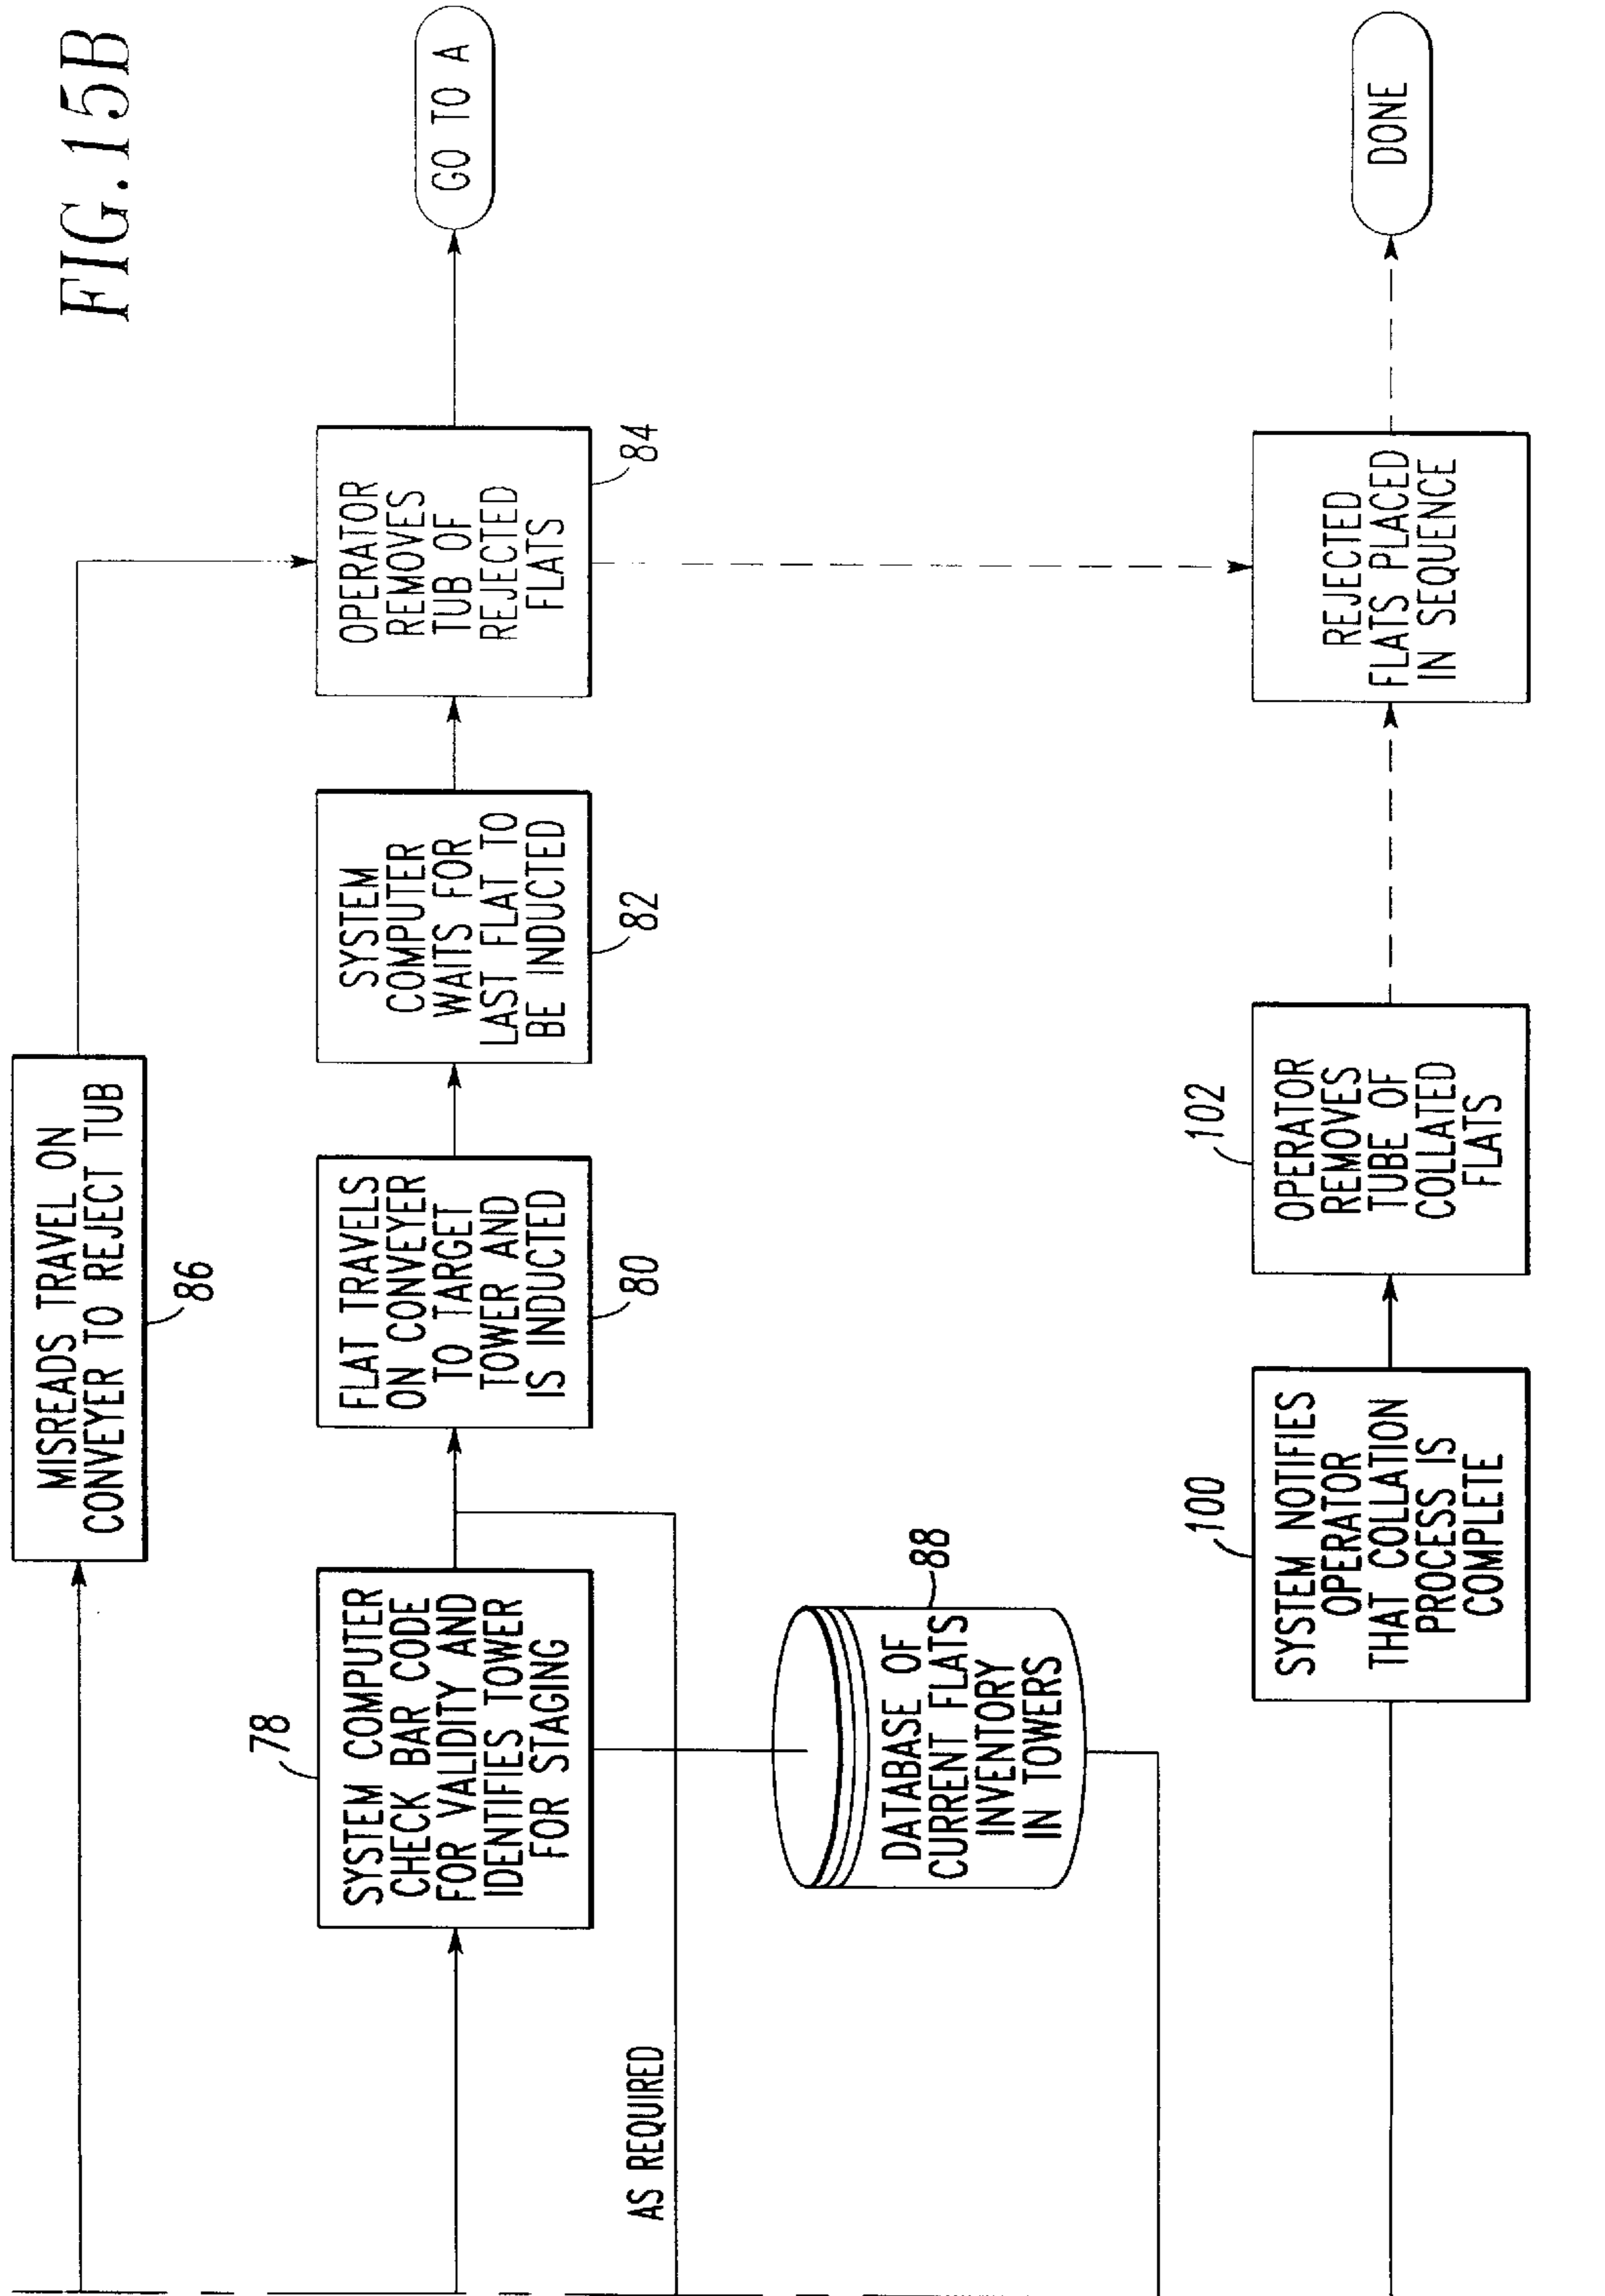 FIG. 15B
MISREADS TRAVEL ON
CONVEYER TO REJECT TUB
86
78
SYSTEM COMPUTER
CHECK BAR CODE
FOR VALIDITY AND
IDENTIFIES TOWER
FOR STAGING
FLAT TRAVELS
ON CONVEYER
TO TARGET
TOWER AND
IS INDUCTED
80
SYSTEM
COMPUTER
WAITS FOR
LAST FLAT TO
BE INDUCTED
82
OPERATOR
REMOVES
TUB OF
REJECTED
FLATS
84
GO TO A
AS REQUIRED
88
DATABASE OF
CURRENT FLATS
INVENTORY
IN TOWERS
100
SYSTEM NOTIFIES
OPERATOR
THAT COLLATION
PROCESS IS
COMPLETE
102
OPERATOR
REMOVES
TUBE OF
COLLATED
FLATS
REJECTED
FLATS PLACED
IN SEQUENCE
DONE